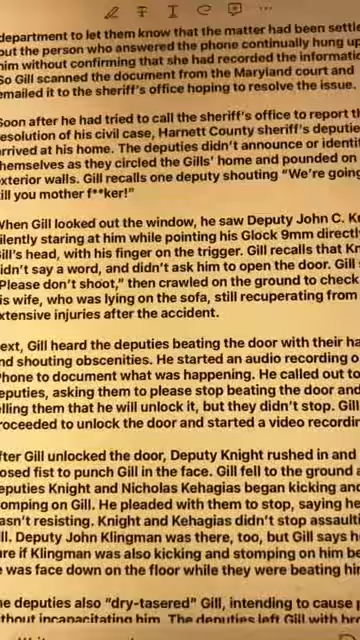 department to let them know that the matter had been settle
but the person who answered the phone continually hung up
him without confirming that she had recorded the informatio
So Gill scanned the document from the Maryland court and
emailed it to the sheriff's office hoping to resolve the issue.
Soon after he had tried to call the sheriff's office to report th
resolution of his civil case, Harnett County sheriff's deputie
arrived at his home. The deputies didn't announce or identit
themselves as they circled the Gills' home and pounded on
exterior walls. Gill recalls one deputy shouting "We're going
kill you mother f**ker!"
When Gill looked out the window, he saw Deputy John C. Kn
silently staring at him while pointing his Glock 9mm directly
Gill's head, with his finger on the trigger. Gill recalls that Kn
didn't say a word, and didn't ask him to open the door. Gill s
"Please don't shoot," then crawled on the ground to check
his wife, who was lying on the sofa, still recuperating from
extensive injuries after the accident.
Next, Gill heard the deputies beating the door with their ha
and shouting obscenities. He started an audio recording o
Phone to document what was happening. He called out to
deputies, asking them to please stop beating the door and
elling them that he will unlock it, but they didn't stop. Gill
proceeded to unlock the door and started a video recordin
After Gill unlocked the door, Deputy Knight rushed in and
losed fist to punch Gill in the face. Gill fell to the ground a
Deputies Knight and Nicholas Kehagias began kicking and
tomping on Gill. He pleaded with them to stop, saying he
wasn't resisting. Knight and Kehagias didn't stop assault
ill. Deputy John Klingman was there, too, but Gill says h
ure if Klingman was also kicking and stomping on him be
e was face down on the floor while they were beating hin
he deputies also "dry-tasered" Gill, intending to cause p
ithout incapacitating him. The deputies left Gill with bro